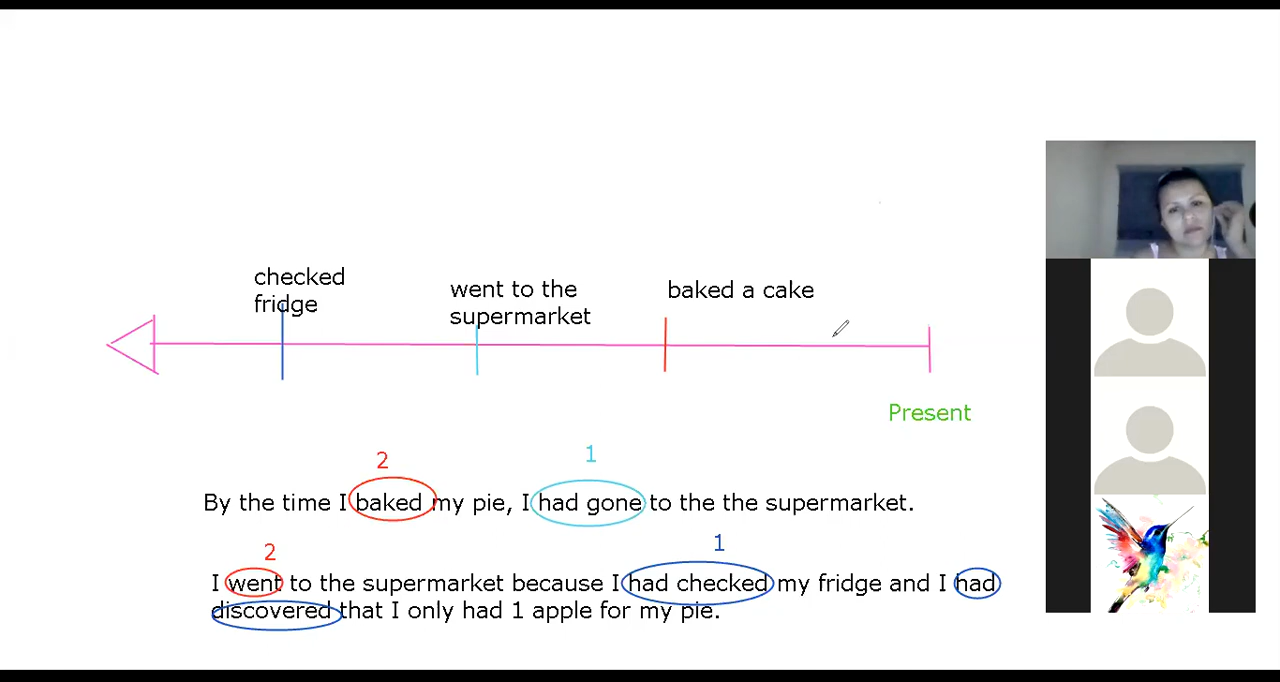 checked
fridge
went to the
supermarket
baked a cake
Present
2
1
By the time I baked my pie, I had gone to the the supermarket.
2
1
I went to the supermarket because I had checked my fridge and I had
discovered that I only had 1 apple for my pie.